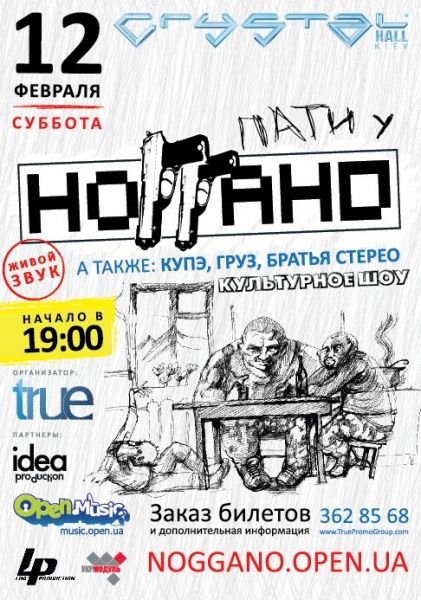 12
ФЕВРАЛЯ
СУББОТА
CRYSTAL
HALL
KIEV
ПАТИ У
НОГГАНО
ЖИВОЙ
ЗВУК
А ТАКЖЕ: КУПЭ, ГРУЗ, БРАТЬЯ СТЕРЕО
КУЛЬТУРНОЕ ШОУ
НАЧАЛО В
19:00
ОРГАНИЗАТОР:
true
ПАРТНЕРЫ:
idea
production
Open Music
music.open.ua
Заказ билетов
и дополнительная информация
362 85 68
www.TruePromoGroup.com
LP
УКРМОДУЛЬ
NOGGANO.OPEN.UA